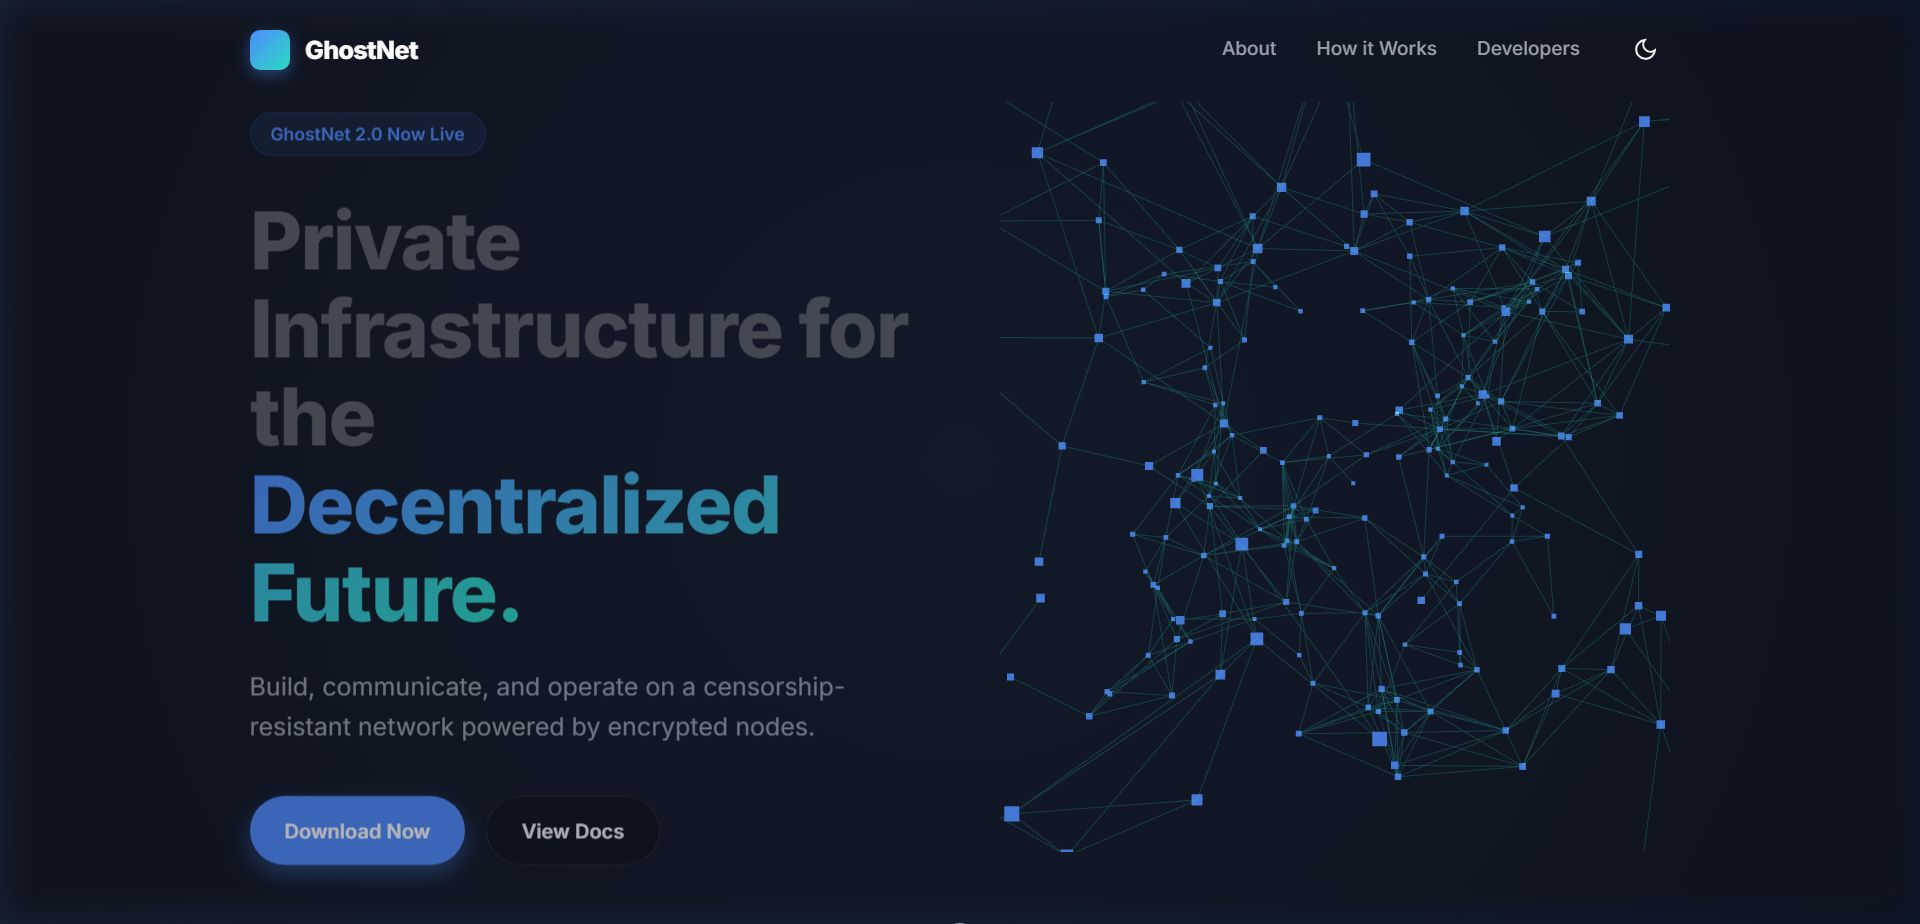 GhostNet
About
How it Works
Developers
GhostNet 2.0 Now Live
Private
Infrastructure for
the
Decentralized
Future.
Build, communicate, and operate on a censorship-
resistant network powered by encrypted nodes.
Download Now
View Docs